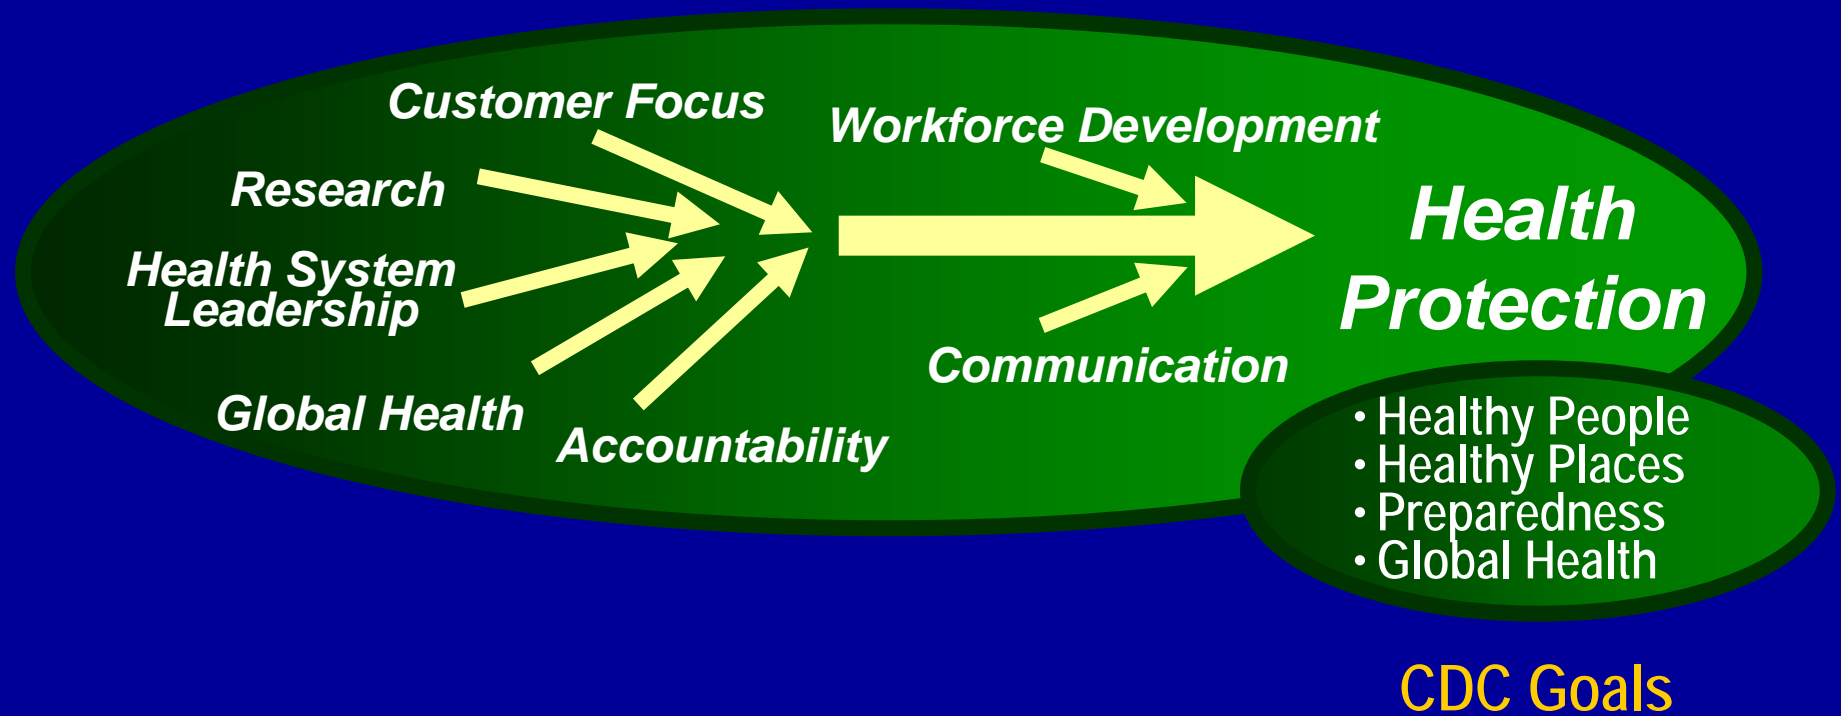 Customer Focus
Workforce Development
Research
Health
Protection
Health System
Leadership
Communication
Global Health
Accountability
• Healthy People
• Healthy Places
• Preparedness
• Global Health
CDC Goals